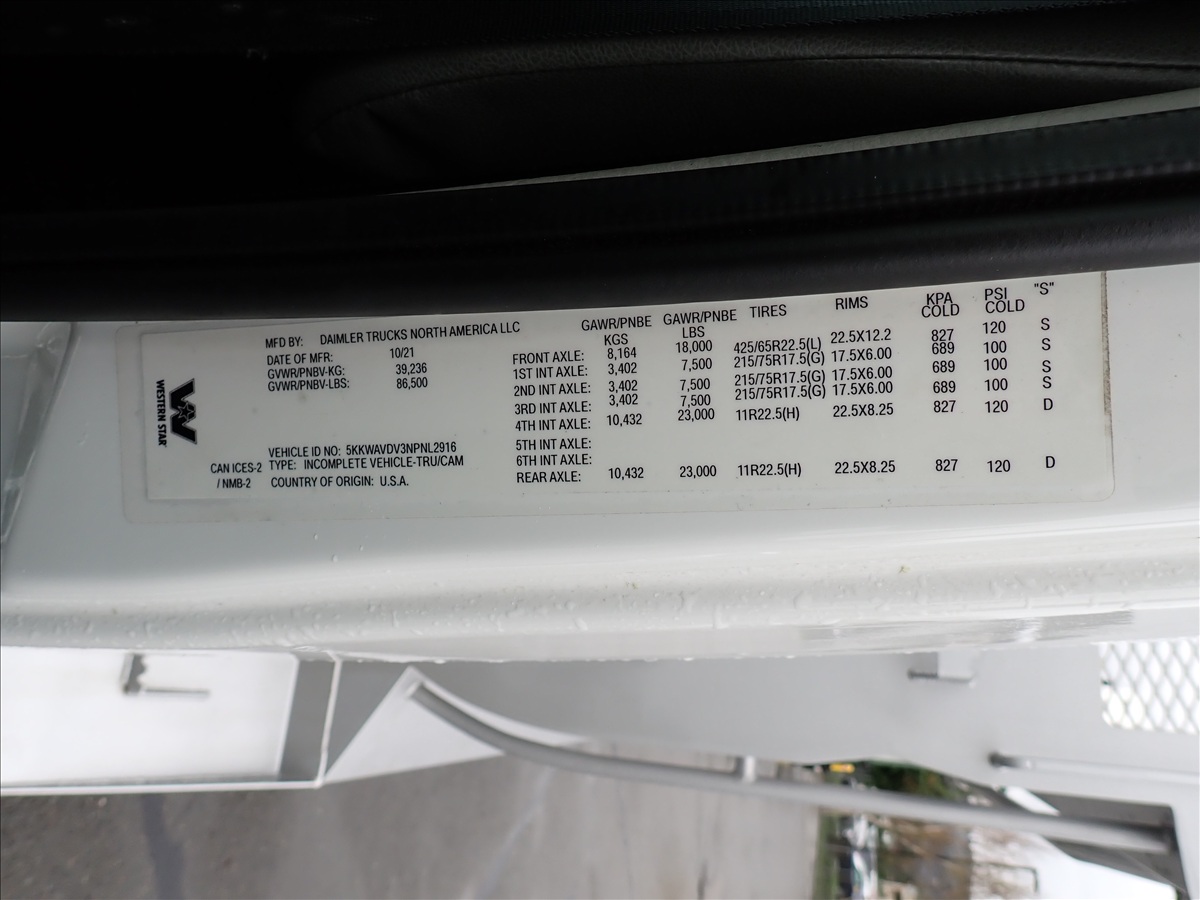 WESTERN STAR
MFD BY: DAIMLER TRUCKS NORTH AMERICA LLC
DATE OF MFR: 10/21
GVWR/PNBV-KG: 39,236
GVWR/PNBV-LBS: 86,500
VEHICLE ID NO: 5KKWAVDV3NPNL2916
TYPE: INCOMPLETE VEHICLE-TRU/CAM
COUNTRY OF ORIGIN: U.S.A.
CAN ICES-2
/ NMB-2
GAWR/PNBE KGS GAWR/PNBE LBS TIRES RIMS KPA COLD PSI COLD "S"
FRONT AXLE: 8,164 18,000 425/65R22.5(L) 22.5X12.2 827 120 S
1ST INT AXLE: 3,402 7,500 215/75R17.5(G) 17.5X6.00 689 100 S
2ND INT AXLE: 3,402 7,500 215/75R17.5(G) 17.5X6.00 689 100 S
3RD INT AXLE: 3,402 7,500 215/75R17.5(G) 17.5X6.00 689 100 S
4TH INT AXLE: 10,432 23,000 11R22.5(H) 22.5X8.25 827 120 D
5TH INT AXLE:
6TH INT AXLE:
REAR AXLE: 10,432 23,000 11R22.5(H) 22.5X8.25 827 120 D